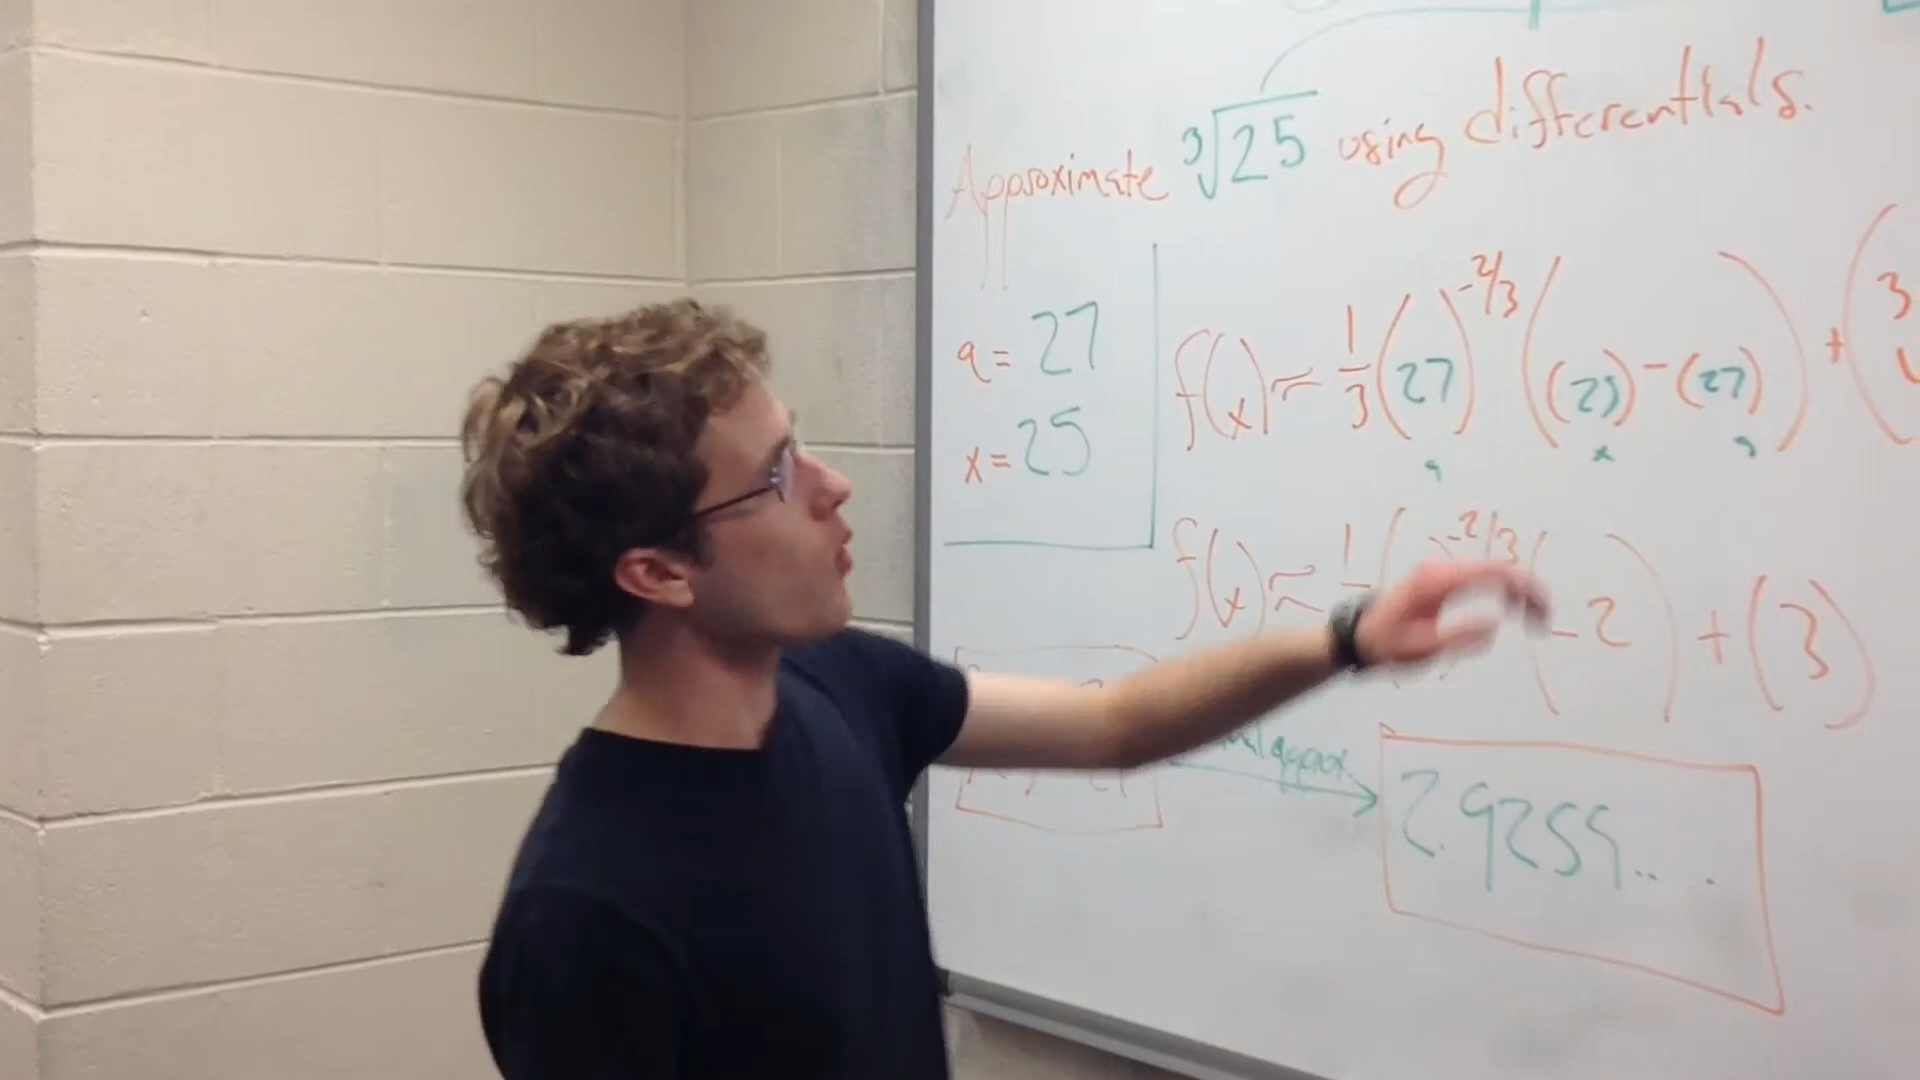 Approximate ∛25 using differentials.
a = 27
x = 25
f(x) ≈ 1/3 (27)^-2/3 ((25) - (27)) + (3
a x a
f(x) ≈ 1 ( )^-2/3 (-2) + (3)
approx.
2.9259...